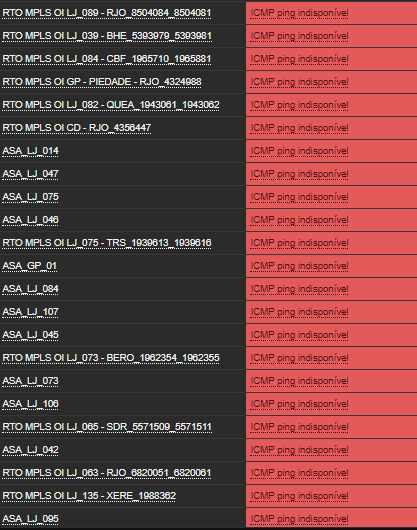 RTO MPLS OI LJ_089 - RJO_8504084_8504081 ICMP ping indisponível
RTO MPLS OI LJ_039 - BHE_5393979_5393981 ICMP ping indisponível
RTO MPLS OI LJ_084 - CBF_1965710_1965881 ICMP ping indisponível
RTO MPLS OI GP - PIEDADE - RJO_4324988 ICMP ping indisponível
RTO MPLS OI LJ_082 - QUEA_1943061_1943062 ICMP ping indisponível
RTO MPLS OI CD - RJO_4356447 ICMP ping indisponível
ASA_LJ_014 ICMP ping indisponível
ASA_LJ_047 ICMP ping indisponível
ASA_LJ_075 ICMP ping indisponível
ASA_LJ_046 ICMP ping indisponível
RTO MPLS OI LJ_075 - TRS_1939613_1939616 ICMP ping indisponível
ASA_GP_01 ICMP ping indisponível
ASA_LJ_084 ICMP ping indisponível
ASA_LJ_107 ICMP ping indisponível
ASA_LJ_045 ICMP ping indisponível
RTO MPLS OI LJ_073 - BERO_1962354_1962355 ICMP ping indisponível
ASA_LJ_073 ICMP ping indisponível
ASA_LJ_106 ICMP ping indisponível
RTO MPLS OI LJ_065 - SDR_5571509_5571511 ICMP ping indisponível
ASA_LJ_042 ICMP ping indisponível
RTO MPLS OI LJ_063 - RJO_6820051_6820061 ICMP ping indisponível
RTO MPLS OI LJ_135 - XERE_1988362 ICMP ping indisponível
ASA_LJ_095 ICMP ping indisponível